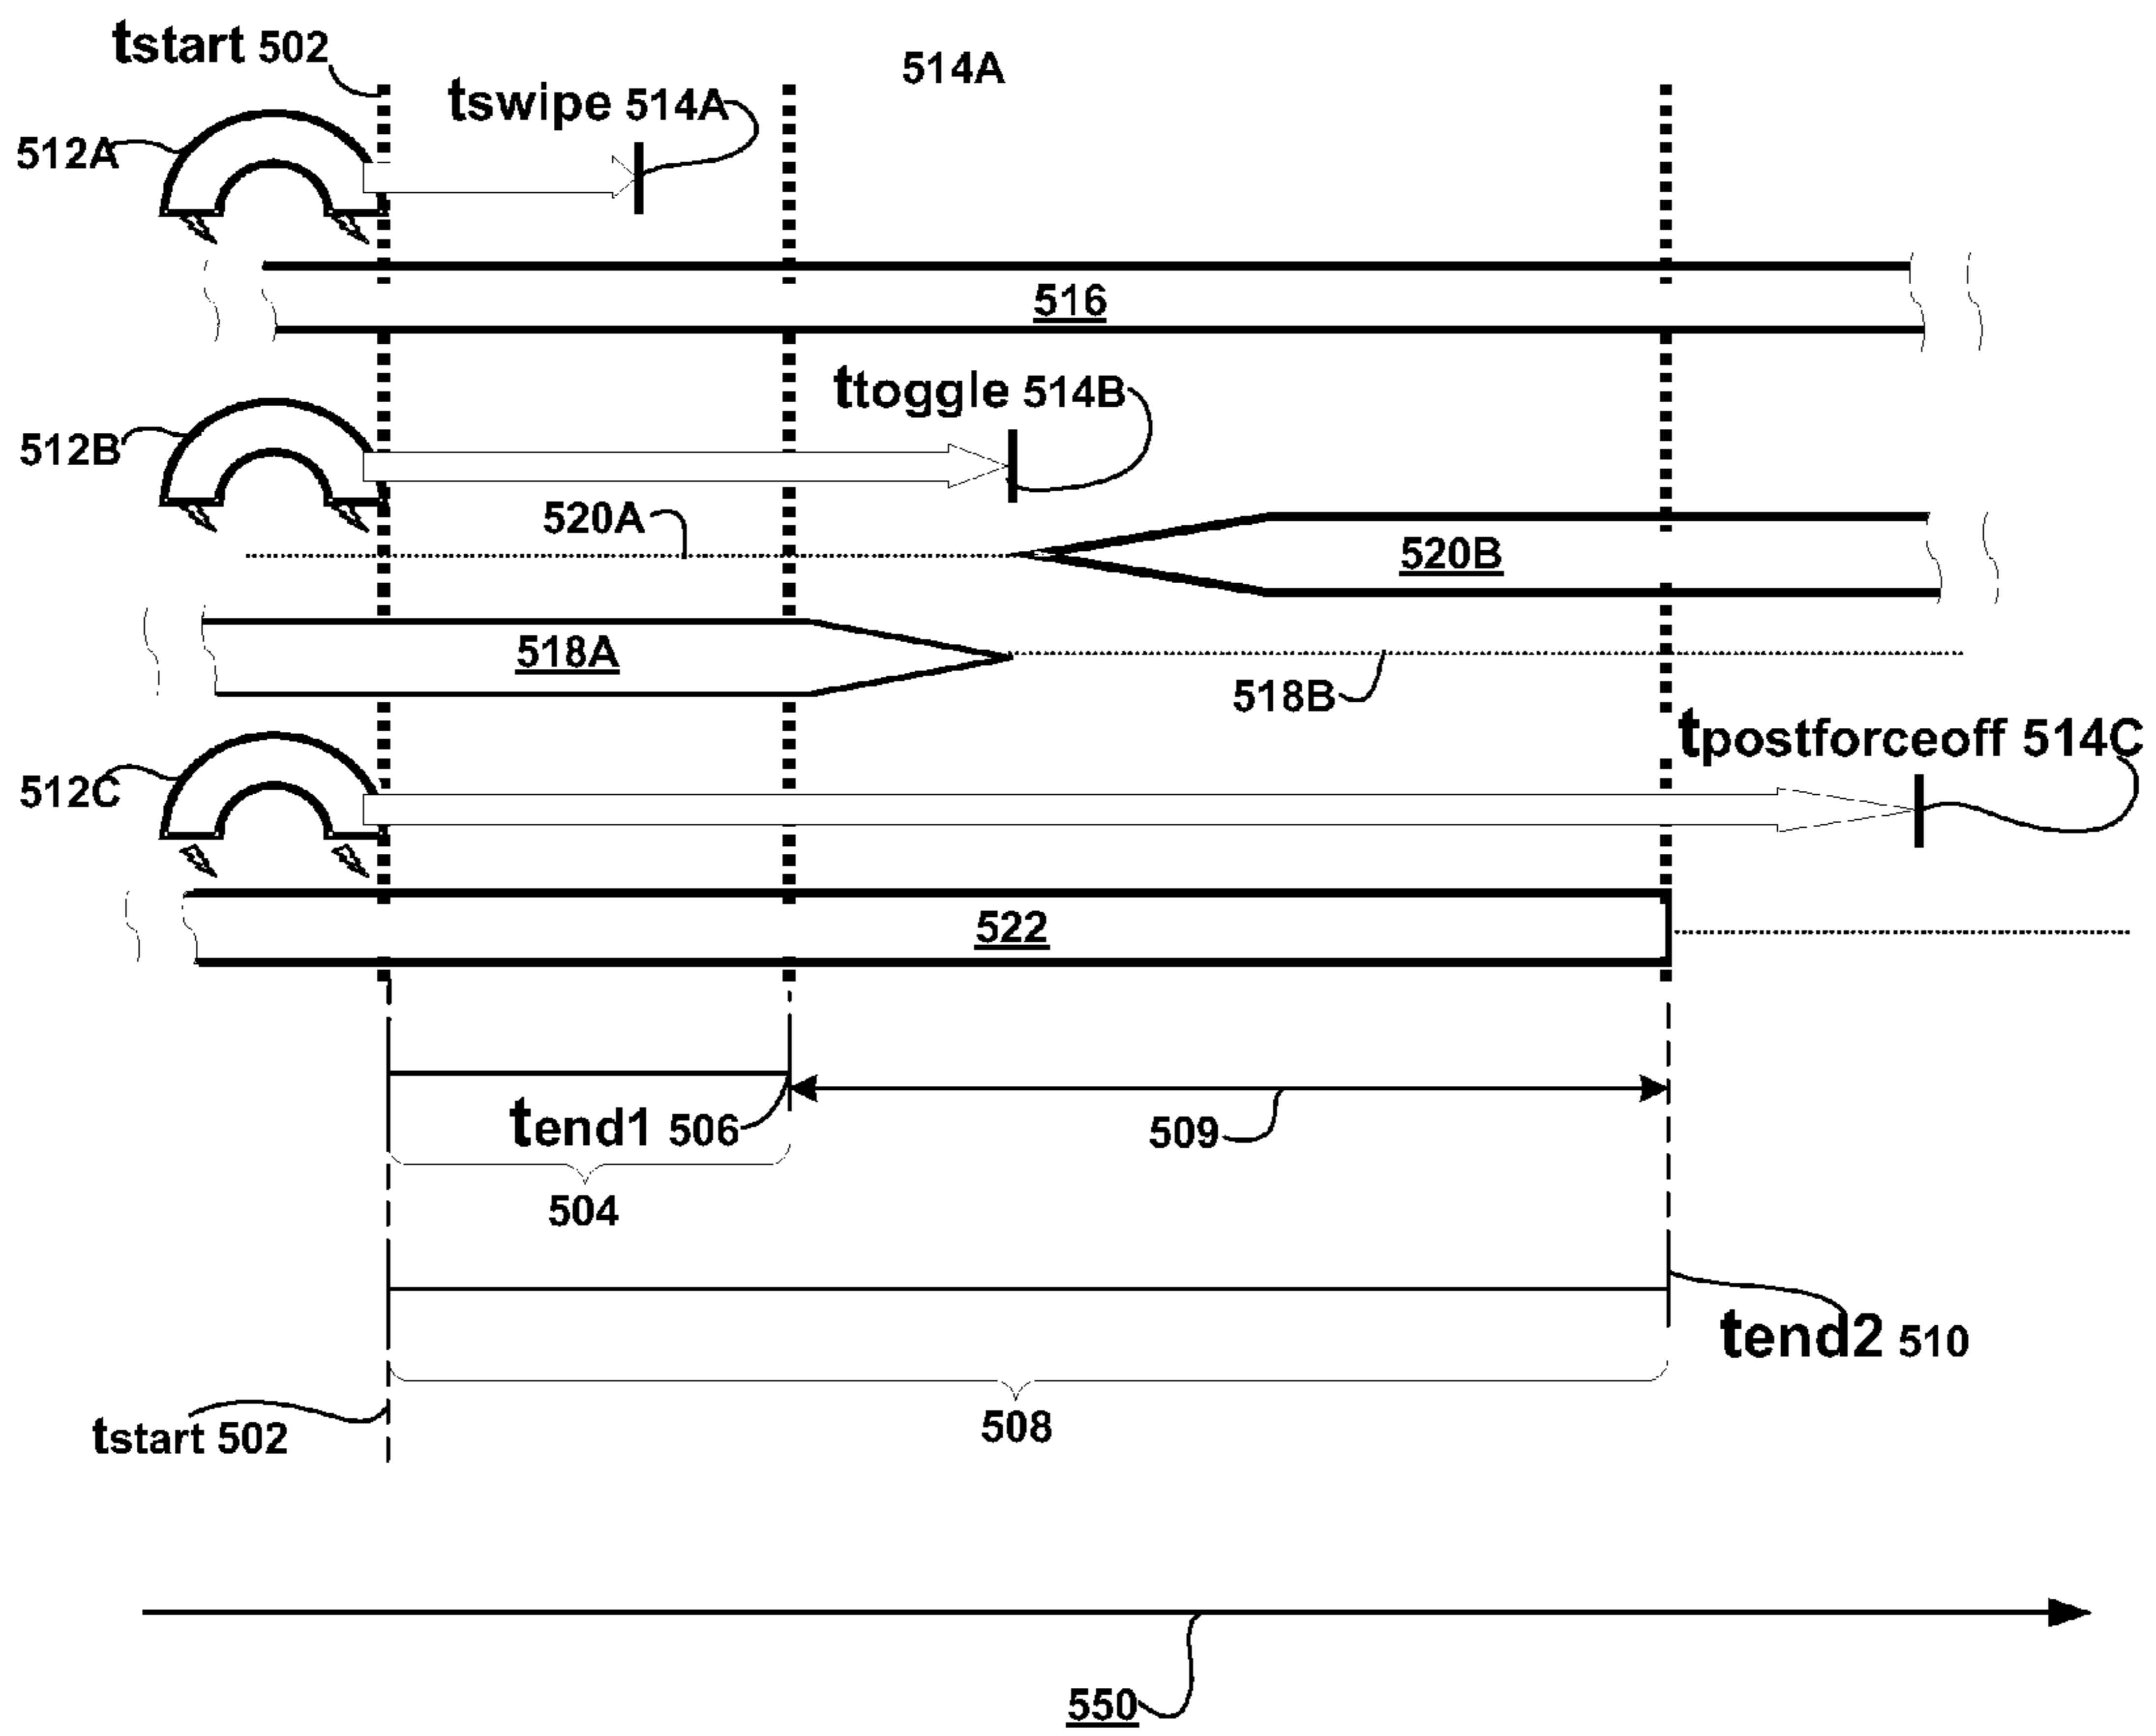 tstart 502
514A
tswipe 514A
512A
516
ttoggle 514B
512B
520A
520B
518A
518B
tpostforceoff 514C
512C
522
tend1 506
509
504
tend2 510
508
tstart 502
550